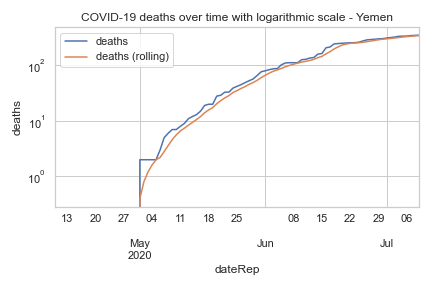 COVID-19 deaths over time with logarithmic scale - Yemen
deaths
deaths (rolling)
deaths
10²
10¹
10⁰
13 20 27 04 11 18 25 08 15 22 29 06
May Jun Jul
2020
dateRep